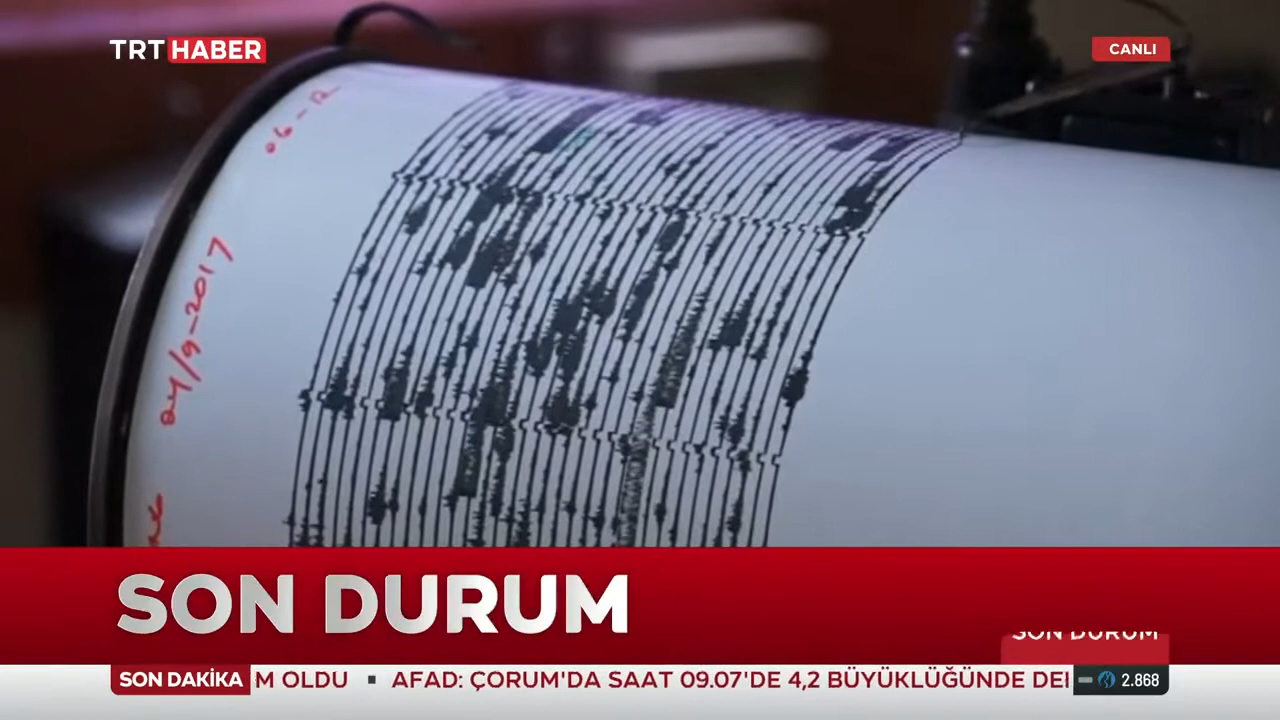 TRT HABER
CANLI
06-12
04/9-2017
SON DURUM
SON DURUM
SON DAKİKA
M OLDU ▪ AFAD: ÇORUM'DA SAAT 09.07'DE 4,2 BÜYÜKLÜĞÜNDE DE
2.868